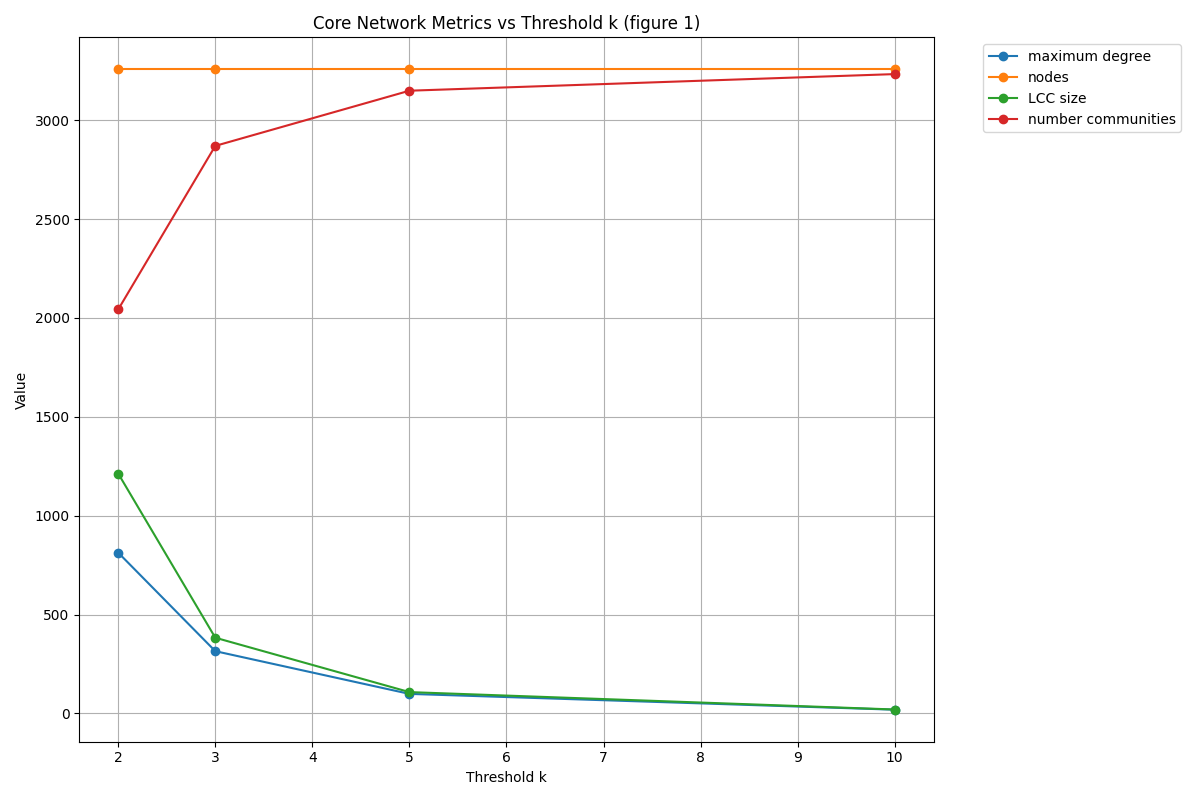 Core Network Metrics vs Threshold k (figure 1)
maximum degree
nodes
LCC size
number communities
Value
3000
2500
2000
1500
1000
500
0
2 3 4 5 6 7 8 9 10
Threshold k